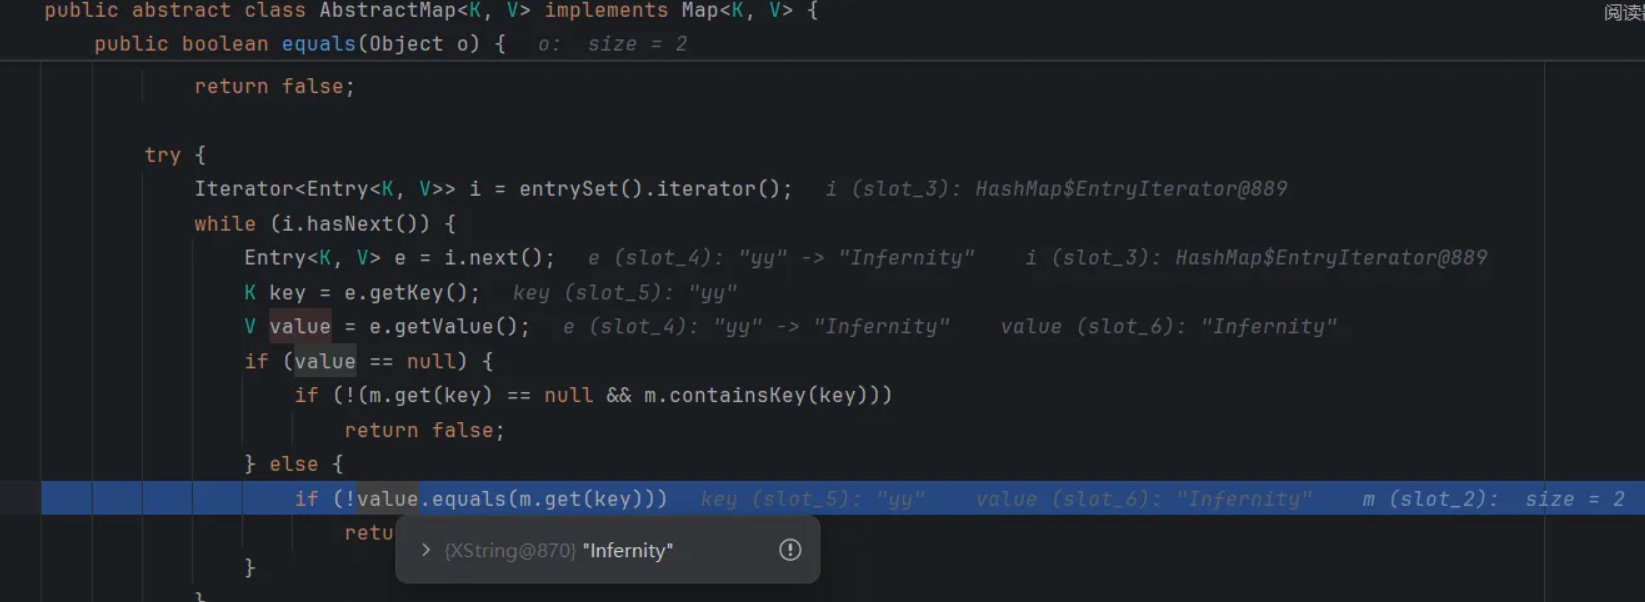 public abstract class AbstractMap<K, V> implements Map<K, V> {
阅读
public boolean equals(Object o) { o: size = 2
return false;
try {
Iterator<Entry<K, V>> i = entrySet().iterator(); i (slot_3): HashMap$EntryIterator@889
while (i.hasNext()) {
Entry<K, V> e = i.next(); e (slot_4): "yy" -> "Infernity" i (slot_3): HashMap$EntryIterator@889
K key = e.getKey(); key (slot_5): "yy"
V value = e.getValue(); e (slot_4): "yy" -> "Infernity" value (slot_6): "Infernity"
if (value == null) {
if (!(m.get(key) == null && m.containsKey(key)))
return false;
} else {
if (!value.equals(m.get(key))) key (slot_5): "yy" value (slot_6): "Infernity" m (slot_2): size = 2
retu
{XString@870} "Infernity"
}
}